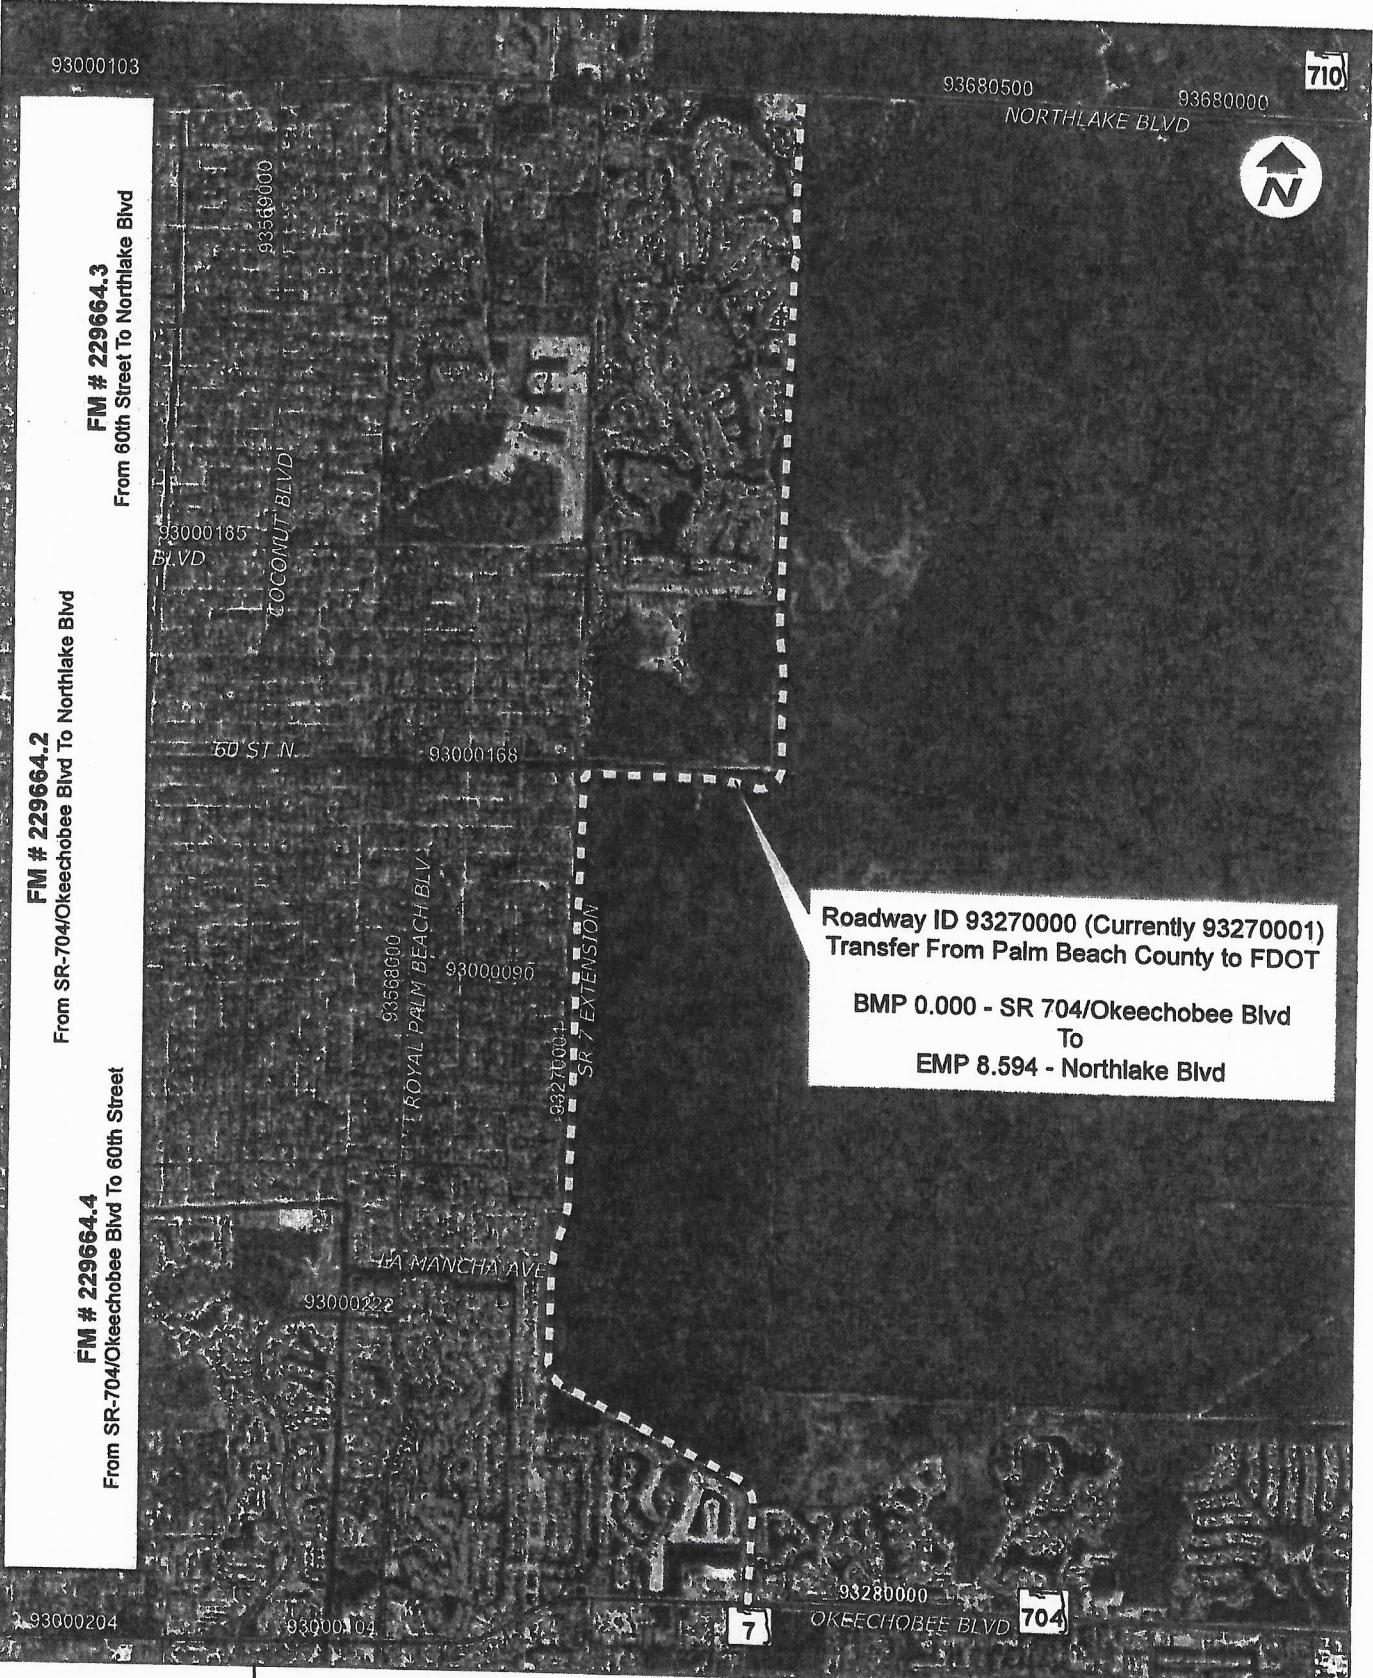 93000103
93680500
93680000
710
NORTHLAKE BLVD
N
93569000
FM # 229664.3
From 60th Street To Northlake Blvd
COCONUT BLVD
93000185
BLVD
FM # 229664.2
From SR-704/Okeechobee Blvd To Northlake Blvd
60 ST N
93000168
ROYAL PALM BEACH BLV
93568000
93000090
SR 7 EXTENSION
93270001
Roadway ID 93270000 (Currently 93270001)
Transfer From Palm Beach County to FDOT
BMP 0.000 - SR 704/Okeechobee Blvd
To
EMP 8.594 - Northlake Blvd
FM # 229664.4
From SR-704/Okeechobee Blvd To 60th Street
LA MANCHA AVE
93000222
93280000
93000204
93000104
7
OKEECHOBEE BLVD
704